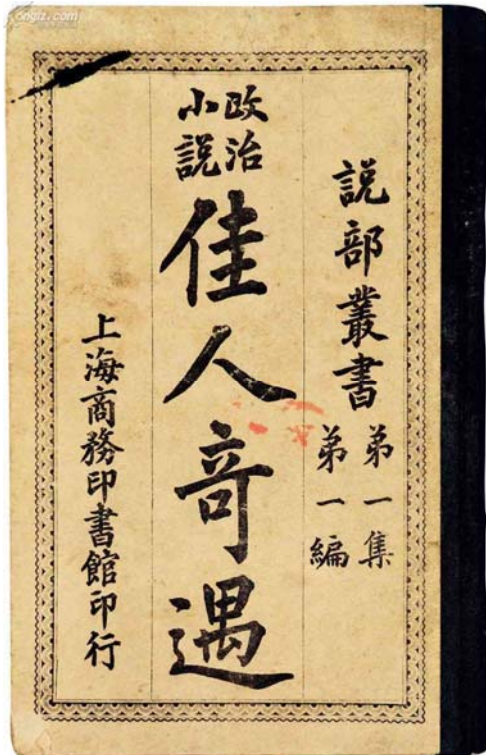 說部叢書
第一集
第一編
政治
小說
佳人奇遇
上海商務印書館印行